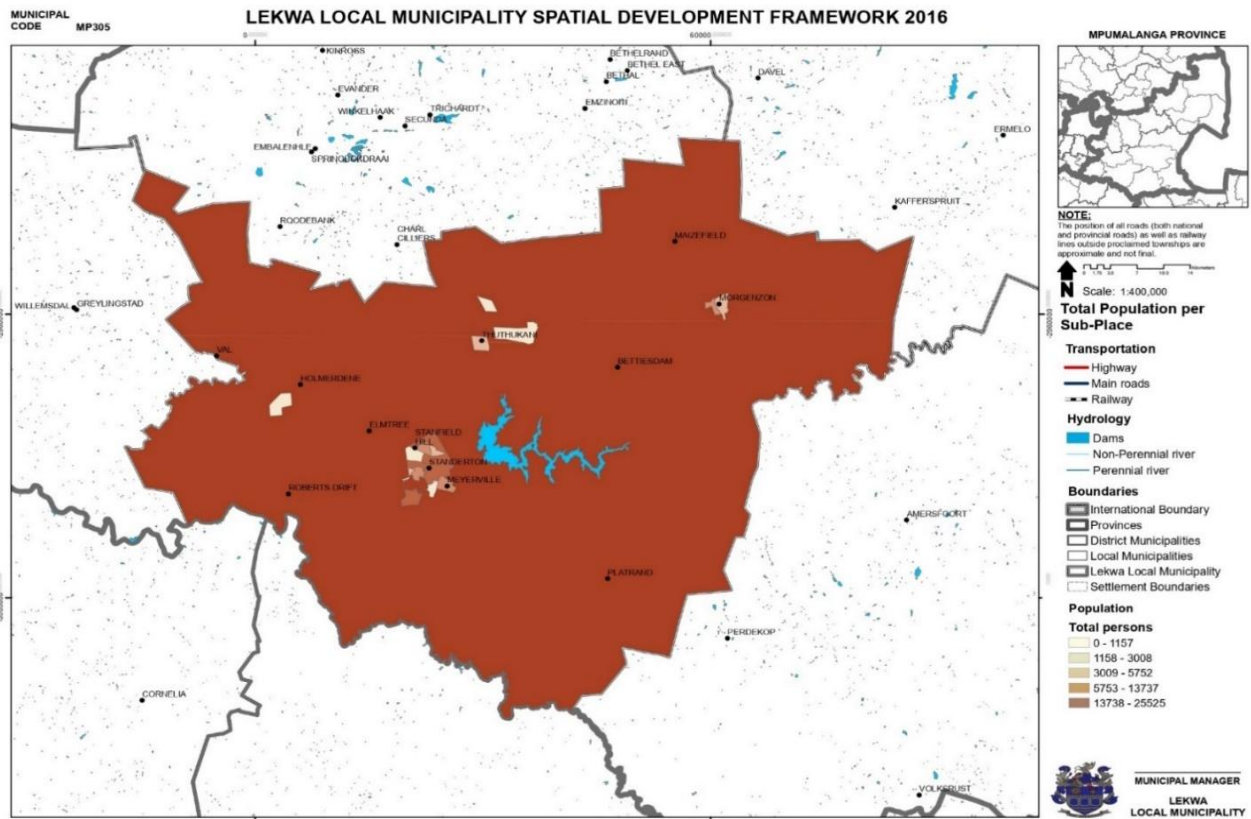 MUNICIPAL
CODE MP305
LEKWA LOCAL MUNICIPALITY SPATIAL DEVELOPMENT FRAMEWORK 2016
KINROSS
BETHELRAND
BETHEL EAST
BETHAL
DAVEL
EVANDER
EMZINONI
WINKELHAAK
TRICHARDT
SECUNDA
ERMELO
EMBALENHLE
SPRINGBOKDRAAI
KAFFERSPRUIT
ROODEBANK
CHARL
CILLIERS
MAIZEFIELD
WILLEMSDAL
GREYLINGSTAD
MORGENZON
THUTHUKANI
VAL
BETTIESDAM
HOLMERDENE
ELMTREE
STANFIELD
HILL
STANDERTON
MEYERVILLE
ROBERTS DRIFT
AMERSFOORT
PLATRAND
PERDEKOP
CORNELIA
VOLKSRUST
MPUMALANGA PROVINCE
NOTE:
The position of all roads (both national
and provincial roads) as well as railway
lines outside proclaimed townships are
approximate and not final.
N
Scale: 1:400,000
Total Population per
Sub-Place
Transportation
Highway
Main roads
Railway
Hydrology
Dams
Non-Perennial river
Perennial river
Boundaries
International Boundary
Provinces
District Municipalities
Local Municipalities
Lekwa Local Municipality
Settlement Boundaries
Population
Total persons
0 - 1157
1158 - 3008
3009 - 5752
5753 - 13737
13738 - 25525
MUNICIPAL MANAGER
LEKWA
LOCAL MUNICIPALITY